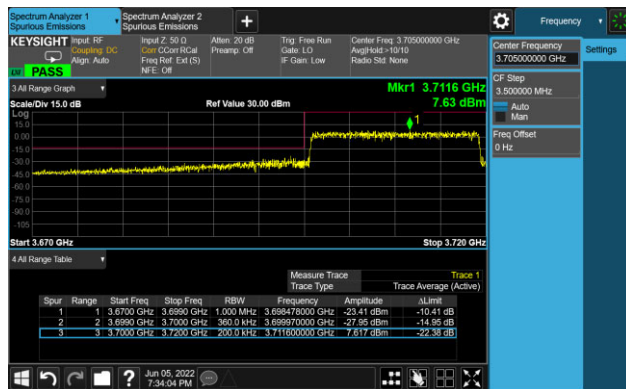 Spectrum Analyzer 1
Spurious Emissions
Spectrum Analyzer 2
Spurious Emissions
Frequency
KEYSIGHT
Input: RF
Coupling: DC
Align: Auto
Input Z: 50 Ω
Corr CCorr RCal
Freq Ref: Ext (S)
NFE: Off
Atten: 20 dB
Preamp: Off
Trig: Free Run
Gate: LO
IF Gain: Low
Center Freq: 3.705000000 GHz
Avg|Hold:>10/10
Radio Std: None
PASS
Center Frequency
3.705000000 GHz
Settings
CF Step
3.500000 MHz
Auto
Man
Freq Offset
0 Hz
3 All Range Graph
Mkr1 3.7116 GHz
Scale/Div 15.0 dB
Ref Value 30.00 dBm
7.63 dBm
Log
15.0
0.00
-15.0
-30.0
-45.0
-60.0
-75.0
-90.0
-105
1
Start 3.670 GHz
Stop 3.720 GHz
4 All Range Table
Measure Trace Trace 1
Trace Type Trace Average (Active)
Spur Range Start Freq Stop Freq RBW Frequency Amplitude ΔLimit
1 1 3.6700 GHz 3.6990 GHz 1.000 MHz 3.698478000 GHz -23.41 dBm -10.41 dB
2 2 3.6990 GHz 3.7000 GHz 360.0 kHz 3.699970000 GHz -27.95 dBm -14.95 dB
3 3 3.7000 GHz 3.7200 GHz 200.0 kHz 3.711600000 GHz 7.617 dBm -22.38 dB
Jun 05, 2022
7:34:04 PM